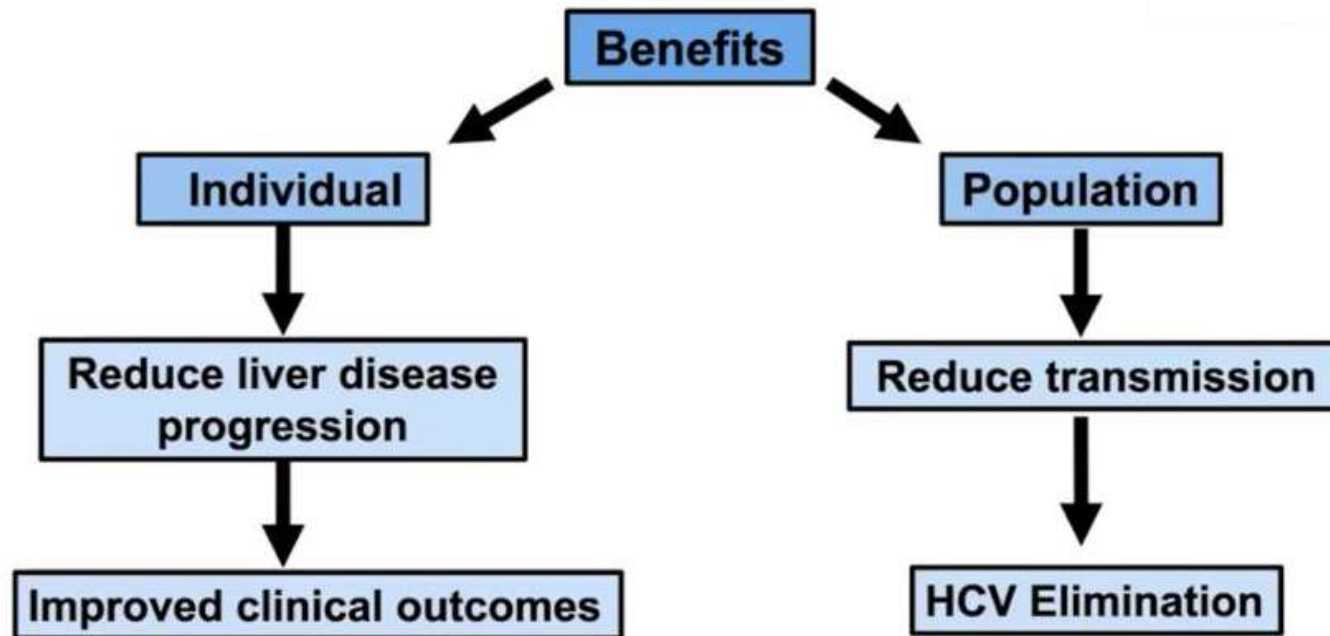 Benefits
Individual
Population
Reduce liver disease
progression
Reduce transmission
Improved clinical outcomes
HCV Elimination